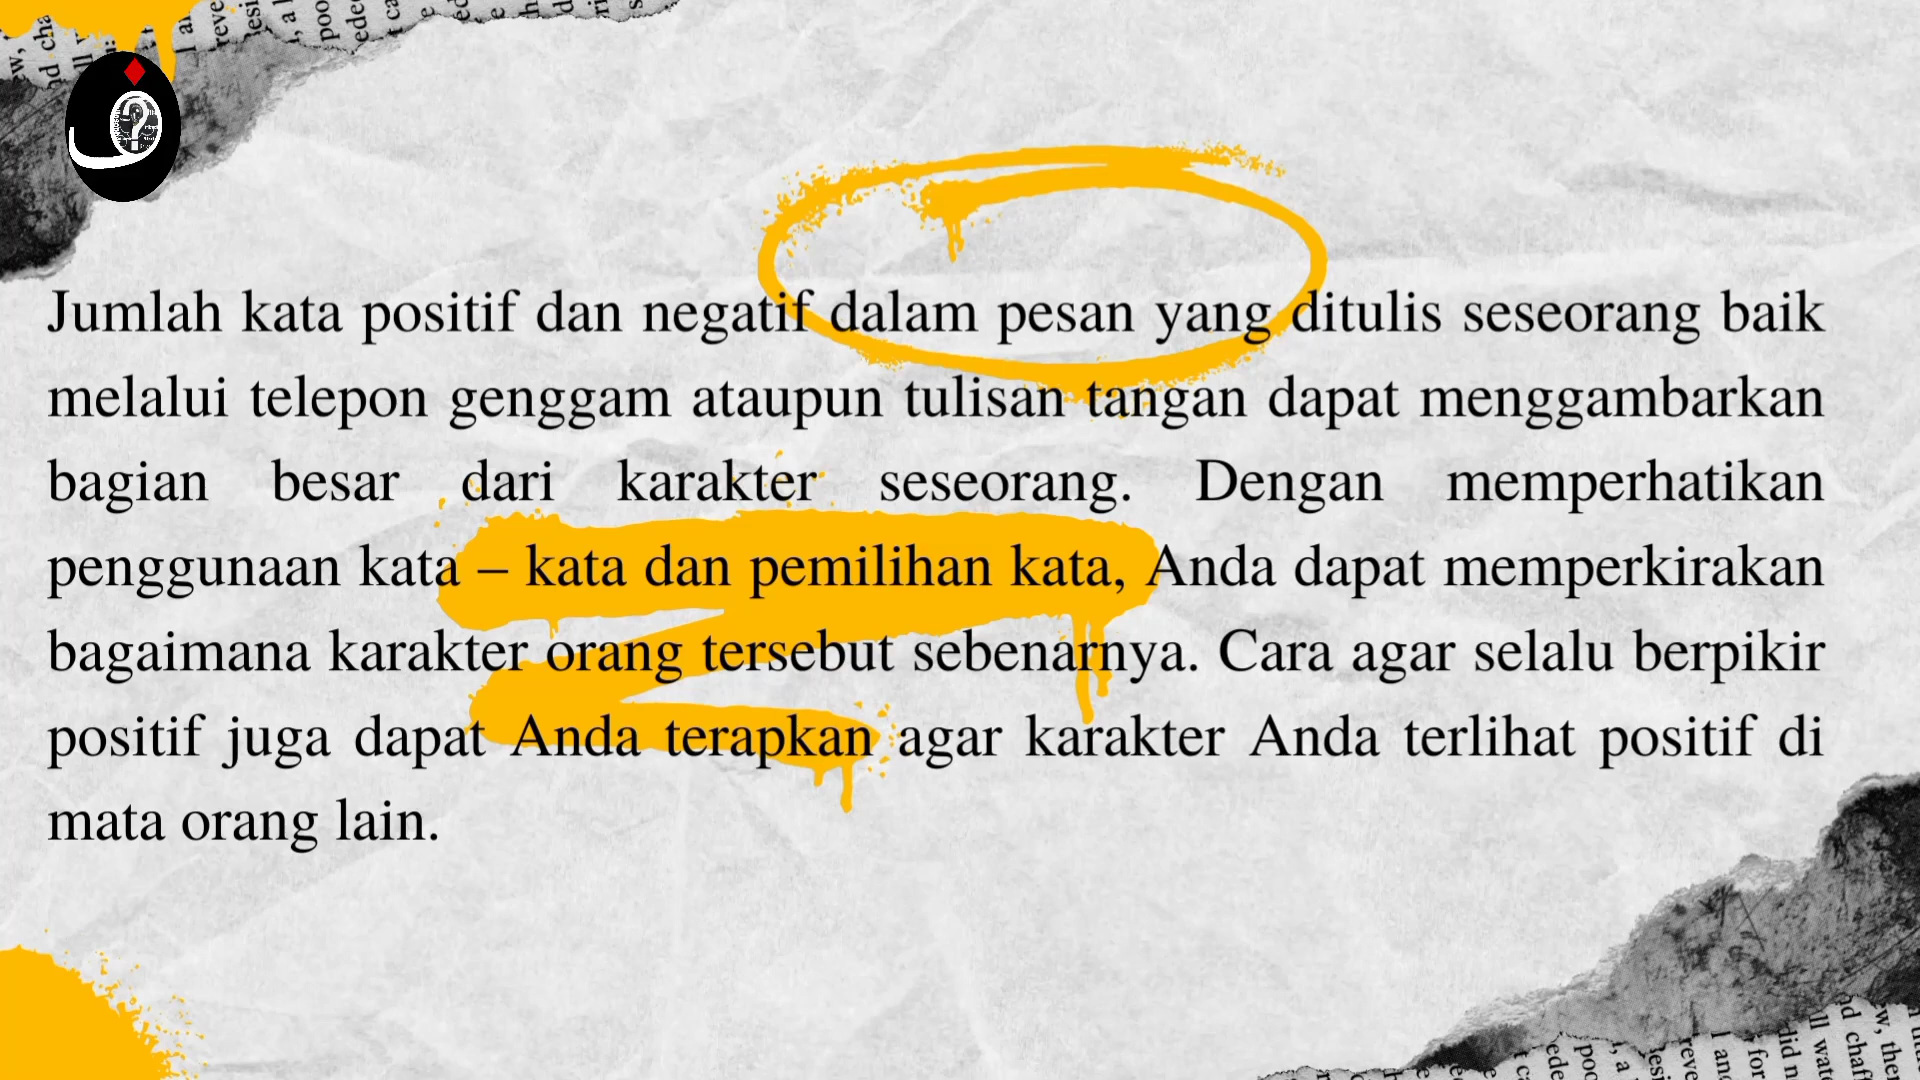 Jumlah kata positif dan negatif dalam pesan yang ditulis seseorang baik
melalui telepon genggam ataupun tulisan tangan dapat menggambarkan
bagian besar dari karakter seseorang. Dengan memperhatikan
penggunaan kata – kata dan pemilihan kata, Anda dapat memperkirakan
bagaimana karakter orang tersebut sebenarnya. Cara agar selalu berpikir
positif juga dapat Anda terapkan agar karakter Anda terlihat positif di
mata orang lain.